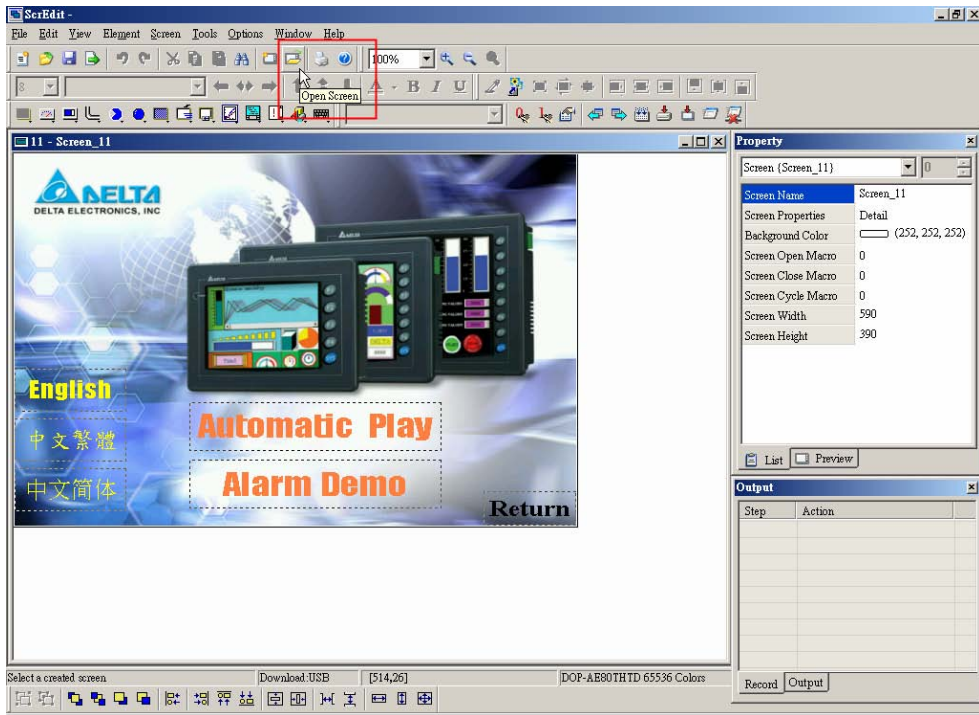 ScrEdit -
File Edit View Element Screen Tools Options Window Help
100%
8
A B I U
Open Screen
11 - Screen_11
DELTA
DELTA ELECTRONICS, INC
English
中文繁體
中文简体
Automatic Play
Alarm Demo
Return
Property
Screen {Screen_11}
0
Screen Name Screen_11
Screen Properties Detail
Background Color (252, 252, 252)
Screen Open Macro 0
Screen Close Macro 0
Screen Cycle Macro 0
Screen Width 590
Screen Height 390
List Preview
Output
Step Action
Record Output
Select a created screen Download:USB [514,26] DOP-AE80THTD 65536 Colors